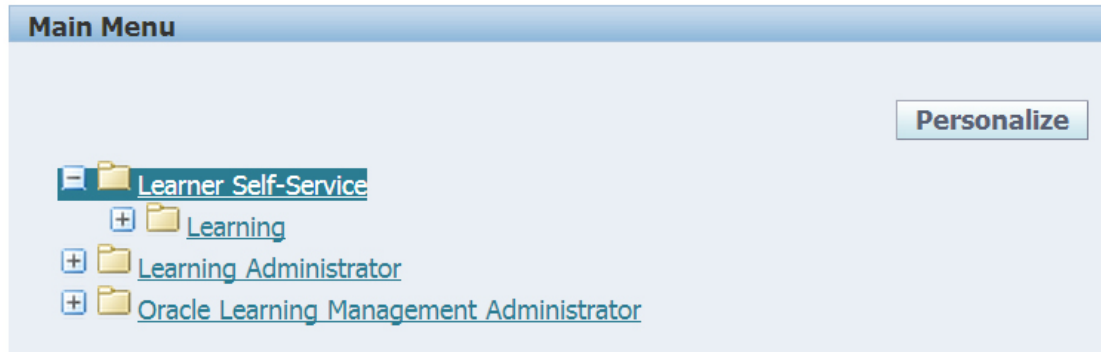 Main Menu
Personalize
Learner Self-Service
Learning
Learning Administrator
Oracle Learning Management Administrator